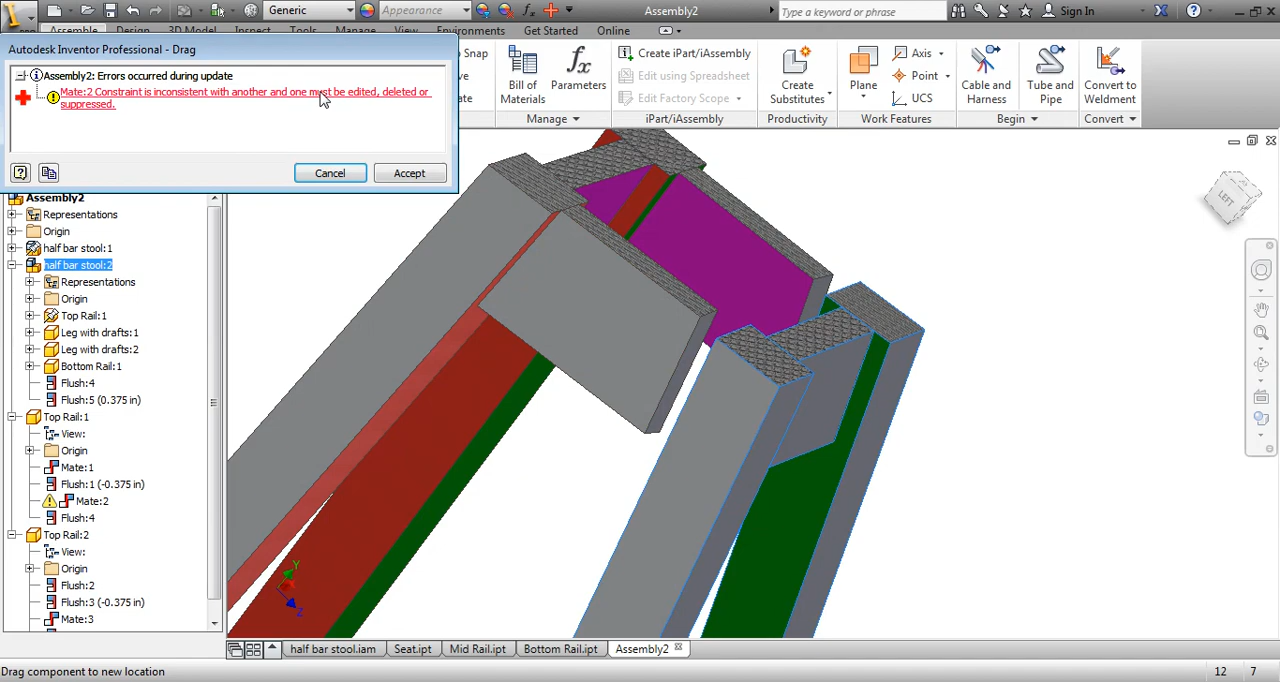 Generic
Appearance
Assembly2
Type a keyword or phrase
Sign In
Assemble
Design
3D Model
Inspect
Tools
Manage
View
Environments
Get Started
Online
Autodesk Inventor Professional - Drag
Assembly2: Errors occurred during update
Mate:2 Constraint is inconsistent with another and one must be edited, deleted or
suppressed.
Cancel
Accept
Snap
Bill of
Materials
Parameters
Manage
Create iPart/iAssembly
Edit using Spreadsheet
Edit Factory Scope
iPart/iAssembly
Create
Substitutes
Productivity
Plane
Axis
Point
UCS
Work Features
Cable and
Harness
Tube and
Pipe
Begin
Convert to
Weldment
Convert
Assembly2
Representations
Origin
half bar stool:1
half bar stool:2
Representations
Origin
Top Rail:1
Leg with drafts:1
Leg with drafts:2
Bottom Rail:1
Flush:4
Flush:5 (0.375 in)
Top Rail:1
View:
Origin
Mate:1
Flush:1 (-0.375 in)
Mate:2
Flush:4
Top Rail:2
View:
Origin
Flush:2
Flush:3 (-0.375 in)
Mate:3
LEFT
Y
Z
half bar stool.iam
Seat.ipt
Mid Rail.ipt
Bottom Rail.ipt
Assembly2
Drag component to new location
12
7